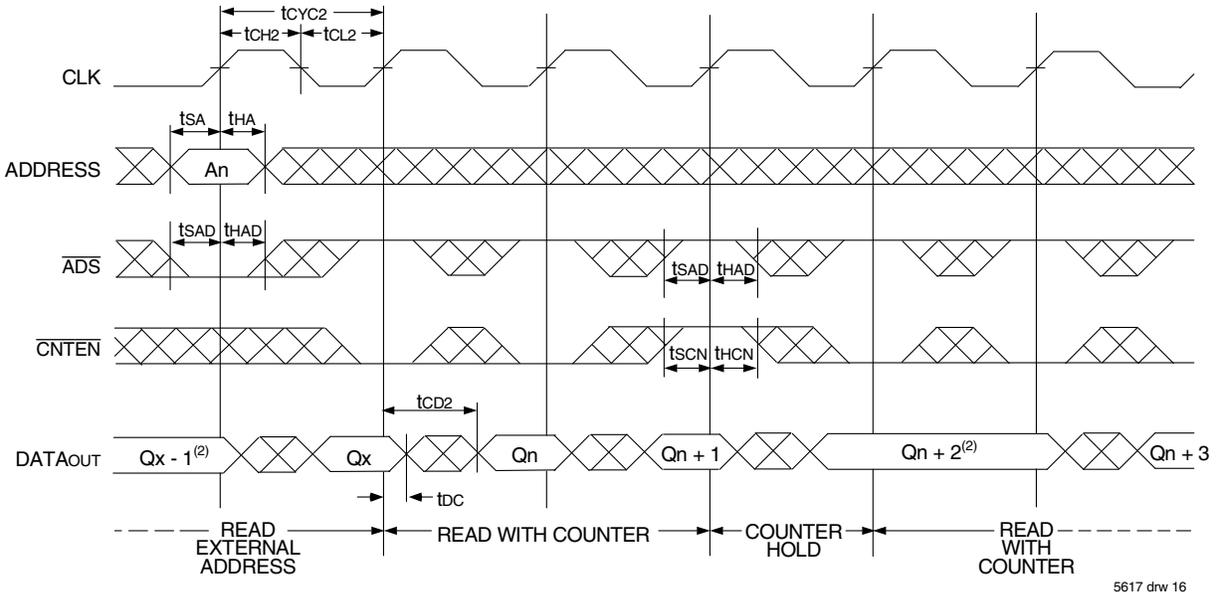 tCYC2
tCH2 tCL2
CLK
tSA tHA
ADDRESS An
tSAD tHAD
ADS tSAD tHAD
CNTEN tSCN tHCN
tCD2
DATAOUT Qx - 1(2) Qx Qn Qn + 1 Qn + 2(2) Qn + 3
tDC
READ EXTERNAL ADDRESS
READ WITH COUNTER
COUNTER HOLD
READ WITH COUNTER
5617 drw 16